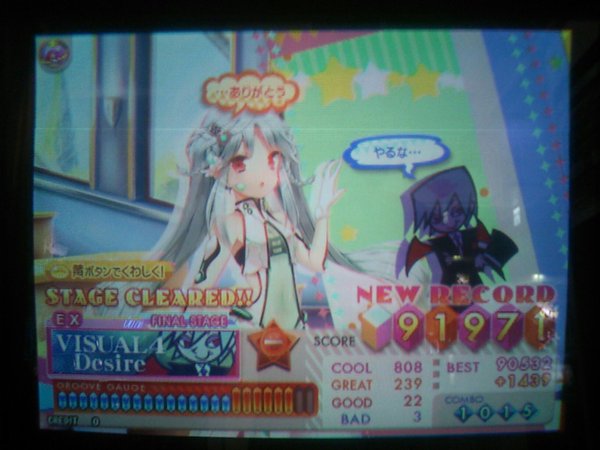 ありがとう
やるな…
黄ボタンでくわしく!
STAGE CLEARED!!
NEW RECORD
EX
FINAL STAGE
SCORE 91971
VISUAL 4
Desire
COOL 808
BEST 90532
GREAT 239
+1439
GOOD 22
COMBO
BAD 3
1015
GROOVE GAUGE
CREDIT 0